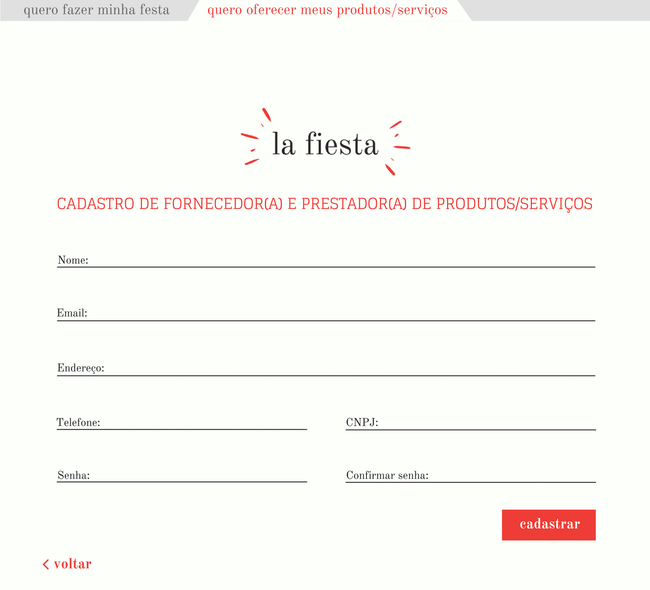 quero fazer minha festa
quero oferecer meus produtos/serviços
la fiesta
CADASTRO DE FORNECEDOR(A) E PRESTADOR(A) DE PRODUTOS/SERVIÇOS
Nome:
Email:
Endereço:
Telefone:
CNPJ:
Senha:
Confirmar senha:
cadastrar
< voltar